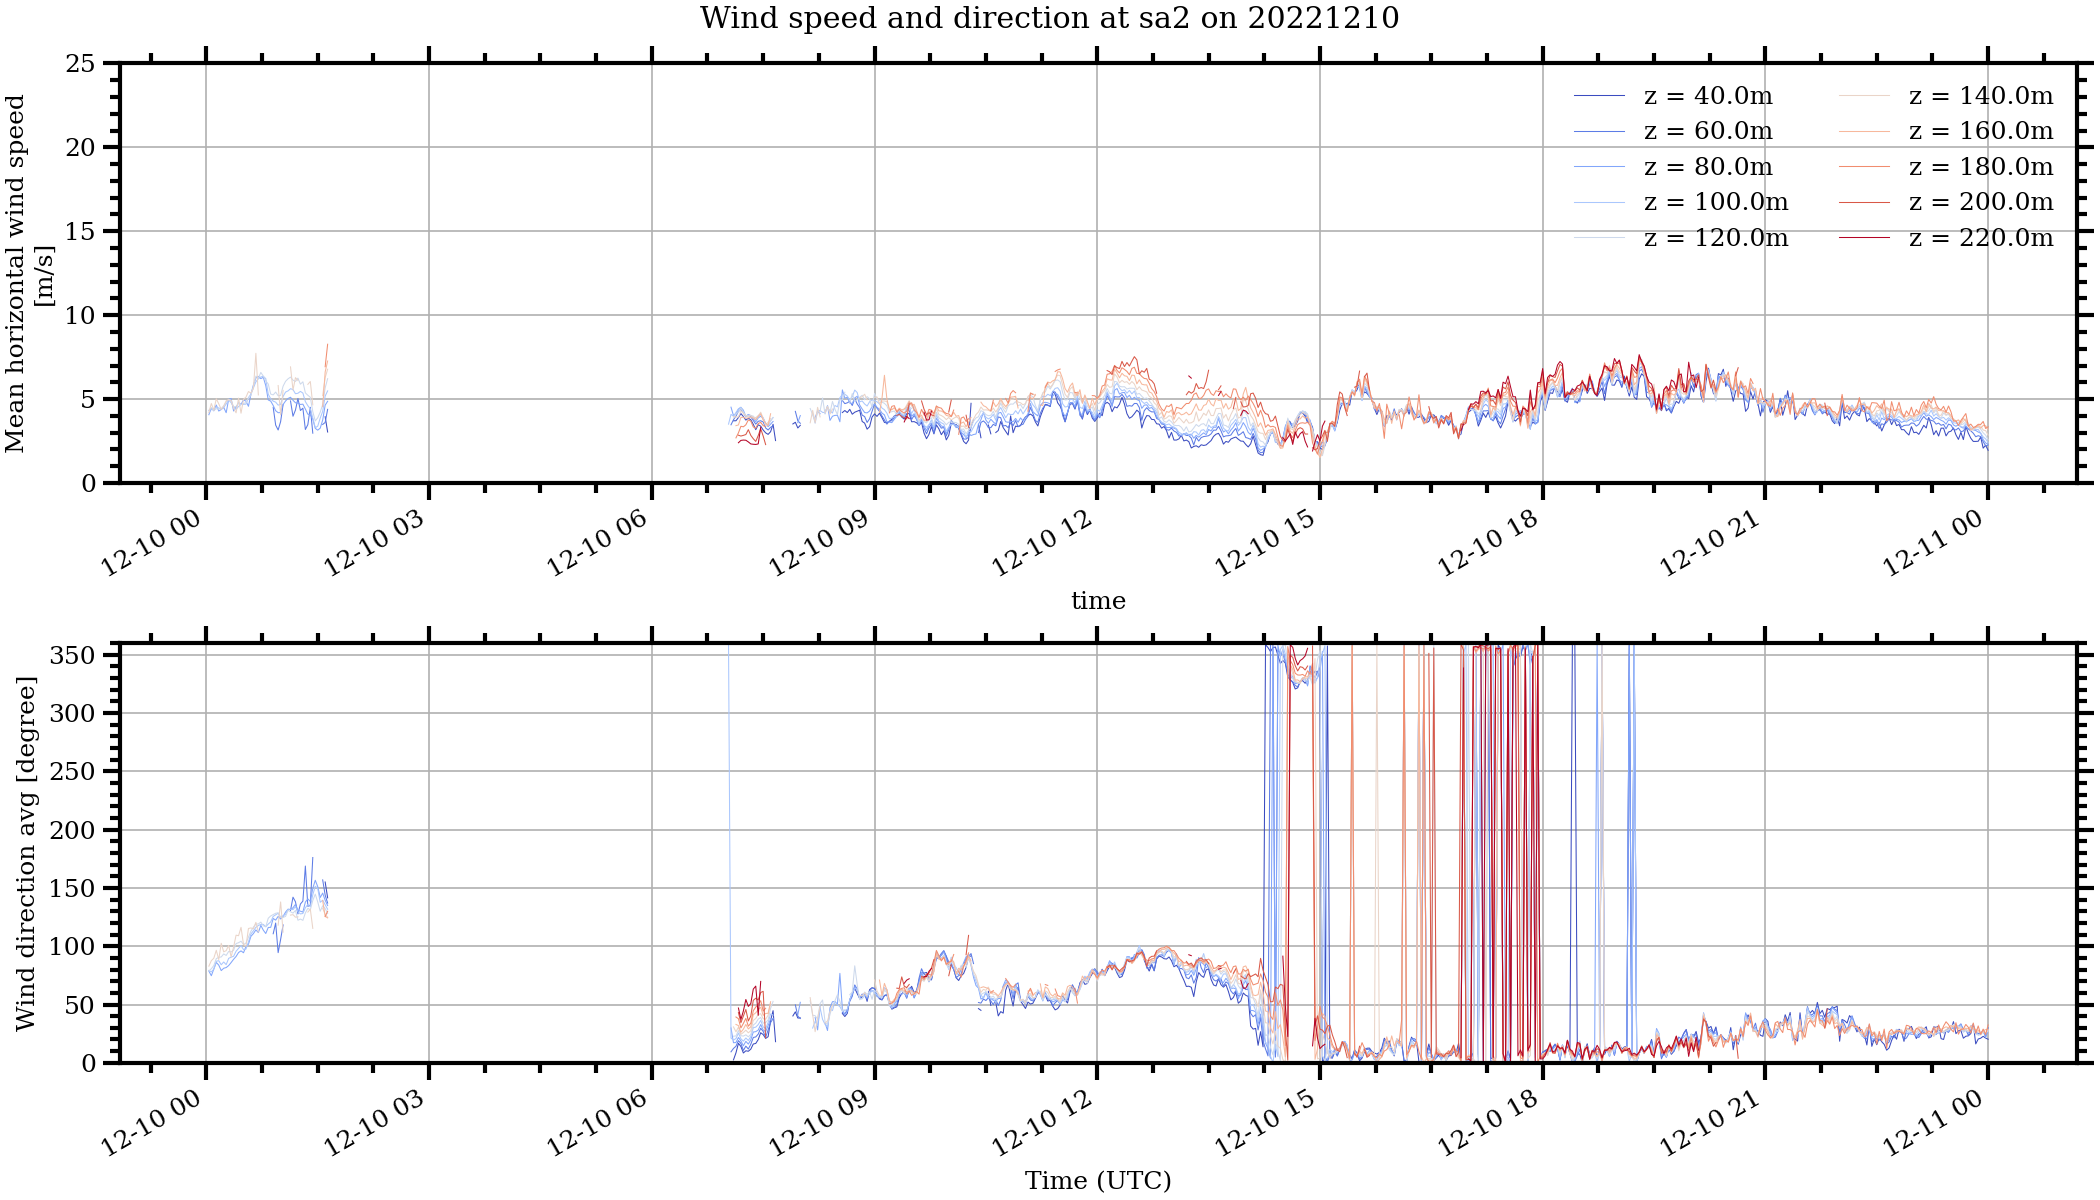 Wind speed and direction at sa2 on 20221210
Mean horizontal wind speed
[m/s]
25
20
15
10
5
0
z = 40.0m
z = 60.0m
z = 80.0m
z = 100.0m
z = 120.0m
z = 140.0m
z = 160.0m
z = 180.0m
z = 200.0m
z = 220.0m
12-10 00
12-10 03
12-10 06
12-10 09
12-10 12
12-10 15
12-10 18
12-10 21
12-11 00
time
Wind direction avg [degree]
350
300
250
200
150
100
50
0
12-10 00
12-10 03
12-10 06
12-10 09
12-10 12
12-10 15
12-10 18
12-10 21
12-11 00
Time (UTC)